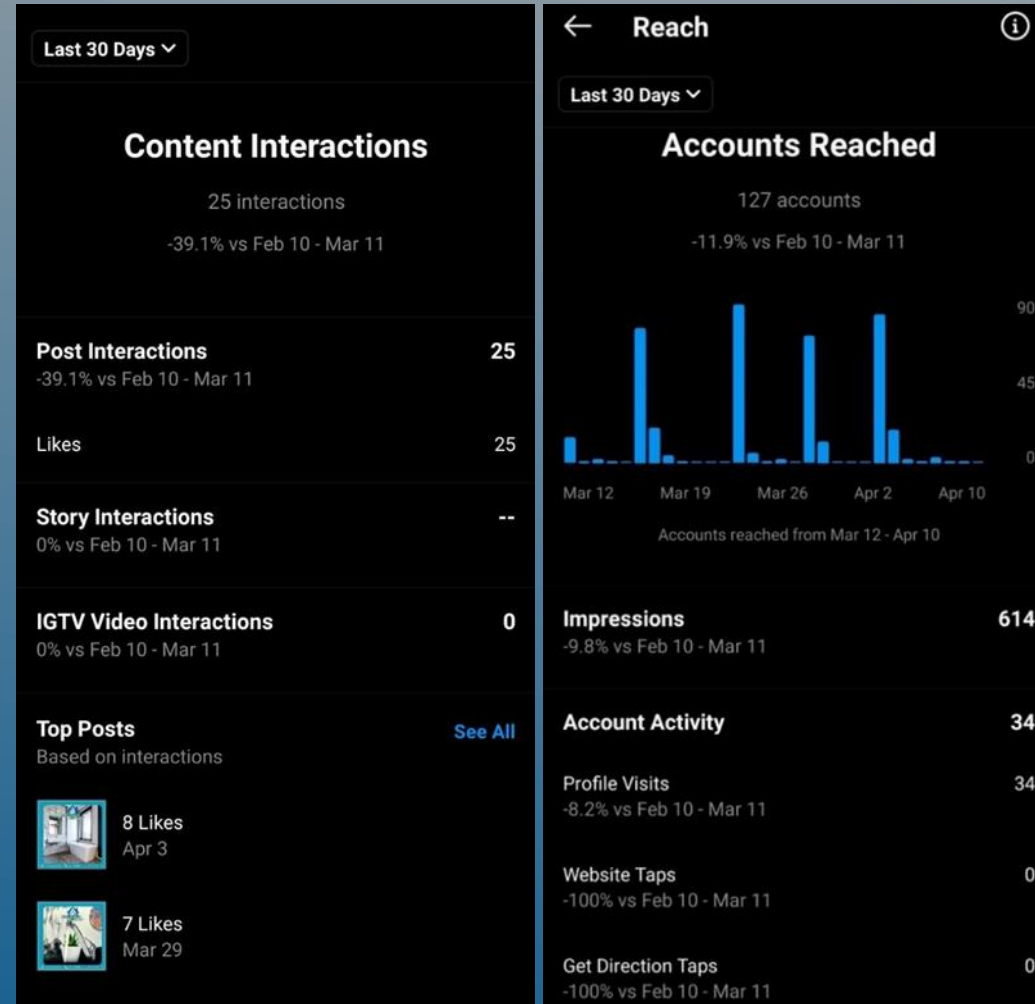 Last 30 Days
Content Interactions
25 interactions
-39.1% vs Feb 10 - Mar 11
Post Interactions 25
-39.1% vs Feb 10 - Mar 11
Likes 25
Story Interactions --
0% vs Feb 10 - Mar 11
IGTV Video Interactions 0
0% vs Feb 10 - Mar 11
Top Posts See All
Based on interactions
8 Likes
Apr 3
7 Likes
Mar 29
Reach
Last 30 Days
Accounts Reached
127 accounts
-11.9% vs Feb 10 - Mar 11
90
45
0
Mar 12 Mar 19 Mar 26 Apr 2 Apr 10
Accounts reached from Mar 12 - Apr 10
Impressions 614
-9.8% vs Feb 10 - Mar 11
Account Activity 34
Profile Visits 34
-8.2% vs Feb 10 - Mar 11
Website Taps 0
-100% vs Feb 10 - Mar 11
Get Direction Taps 0
-100% vs Feb 10 - Mar 11